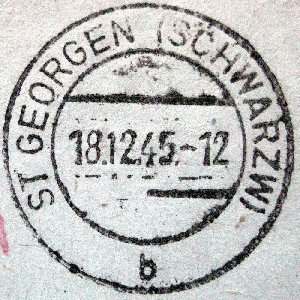 ST GEORGEN (SCHWARZW)
18.12.45.-12
b